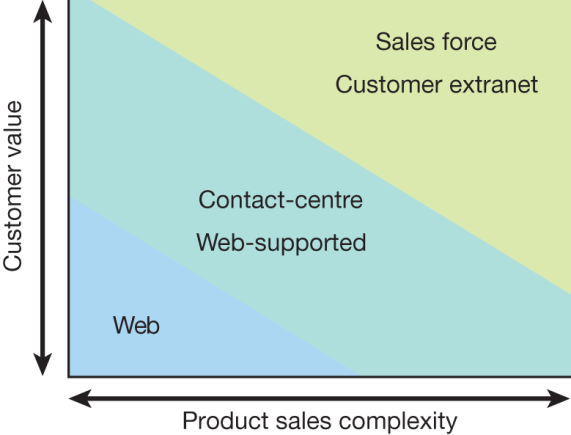 Sales force
Customer extranet
Customer value
Contact-centre
Web-supported
Web
Product sales complexity